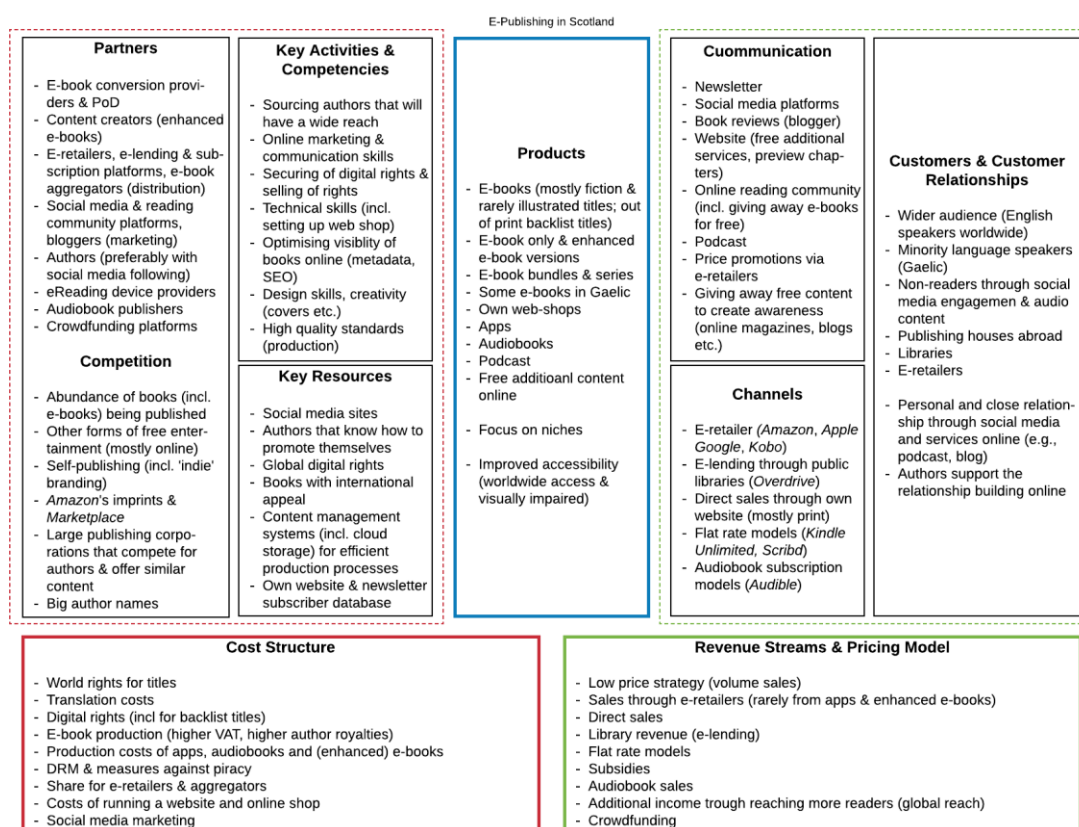 E-Publishing in Scotland
Partners
- E-book conversion provi-
ders & PoD
- Content creators (enhanced
e-books)
- E-retailers, e-lending & sub-
scription platforms, e-book
aggregators (distribution)
- Social media & reading
community platforms,
bloggers (marketing)
- Authors (preferably with
social media following)
- eReading device providers
- Audiobook publishers
- Crowdfunding platforms
Competition
- Abundance of books (incl.
e-books) being published
- Other forms of free enter-
tainment (mostly online)
- Self-publishing (incl. 'indie'
branding)
- Amazon's imprints &
Marketplace
- Large publishing corpo-
rations that compete for
authors & offer similar
content
- Big author names
Key Activities &
Competencies
- Sourcing authors that will
have a wide reach
- Online marketing &
communication skills
- Securing of digital rights &
selling of rights
- Technical skills (incl.
setting up web shop)
- Optimising visiblity of
books online (metadata,
SEO)
- Design skills, creativity
(covers etc.)
- High quality standards
(production)
Key Resources
- Social media sites
- Authors that know how to
promote themselves
- Global digital rights
- Books with international
appeal
- Content management
systems (incl. cloud
storage) for efficient
production processes
- Own website & newsletter
subscriber database
Products
- E-books (mostly fiction &
rarely illustrated titles; out
of print backlist titles)
- E-book only & enhanced
e-book versions
- E-book bundles & series
- Some e-books in Gaelic
- Own web-shops
- Apps
- Audiobooks
- Podcast
- Free additioanl content
online
- Focus on niches
- Improved accessibility
(worldwide access &
visually impaired)
Cuommunication
- Newsletter
- Social media platforms
- Book reviews (blogger)
- Website (free additional
services, preview chap-
ters)
- Online reading community
(incl. giving away e-books
for free)
- Podcast
- Price promotions via
e-retailers
- Giving away free content
to create awareness
(online magazines, blogs
etc.)
Channels
- E-retailer (Amazon, Apple
Google, Kobo)
- E-lending through public
libraries (Overdrive)
- Direct sales through own
website (mostly print)
- Flat rate models (Kindle
Unlimited, Scribd)
- Audiobook subscription
models (Audible)
Customers & Customer
Relationships
- Wider audience (English
speakers worldwide)
- Minority language speakers
(Gaelic)
- Non-readers through social
media engagemen & audio
content
- Publishing houses abroad
- Libraries
- E-retailers
- Personal and close relation-
ship through social media
and services online (e.g.,
podcast, blog)
- Authors support the
relationship building online
Cost Structure
- World rights for titles
- Translation costs
- Digital rights (incl for backlist titles)
- E-book production (higher VAT, higher author royalties)
- Production costs of apps, audiobooks and (enhanced) e-books
- DRM & measures against piracy
- Share for e-retailers & aggregators
- Costs of running a website and online shop
- Social media marketing
Revenue Streams & Pricing Model
- Low price strategy (volume sales)
- Sales through e-retailers (rarely from apps & enhanced e-books)
- Direct sales
- Library revenue (e-lending)
- Flat rate models
- Subsidies
- Audiobook sales
- Additional income trough reaching more readers (global reach)
- Crowdfunding